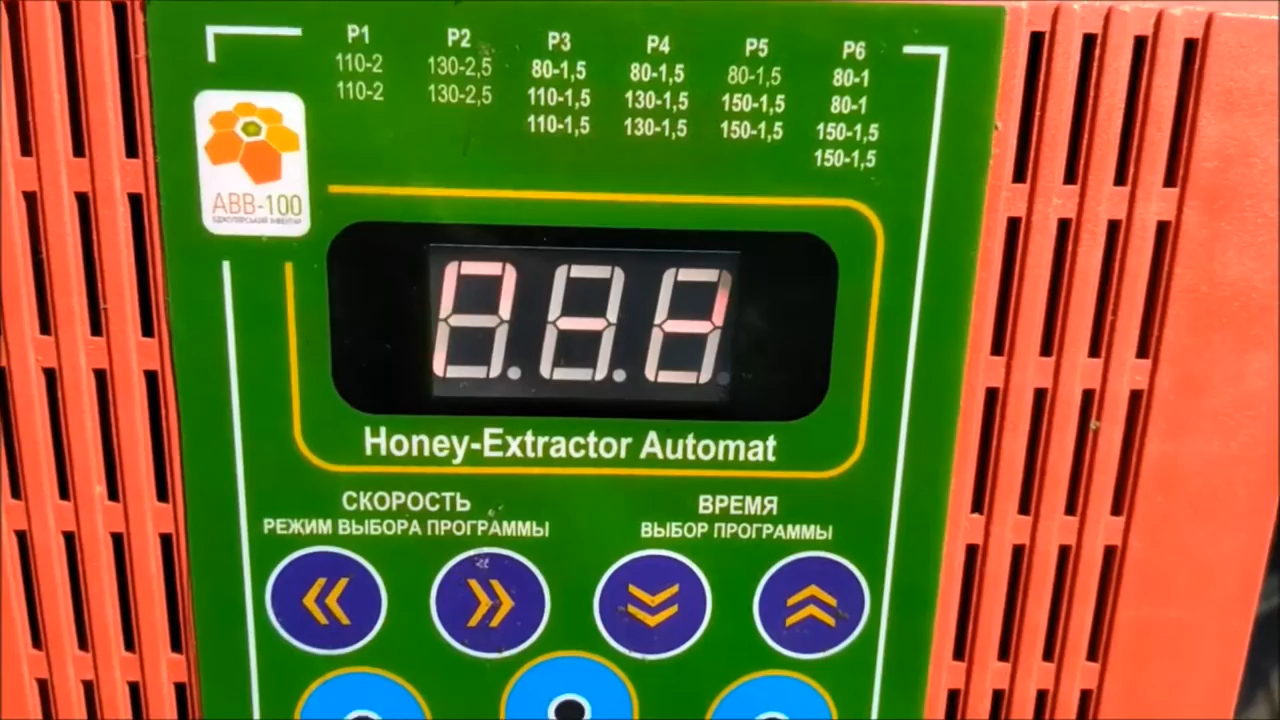 P1 P2 P3 P4 P5 P6
110-2 130-2,5 80-1,5 80-1,5 80-1,5 80-1
110-2 130-2,5 110-1,5 130-1,5 150-1,5 80-1
110-1,5 130-1,5 150-1,5 150-1,5
150-1,5
АВВ-100
БДЖОЛЯРСЬКИЙ ІНВЕНТАР
Honey-Extractor Automat
СКОРОСТЬ ВРЕМЯ
РЕЖИМ ВЫБОРА ПРОГРАММЫ ВЫБОР ПРОГРАММЫ